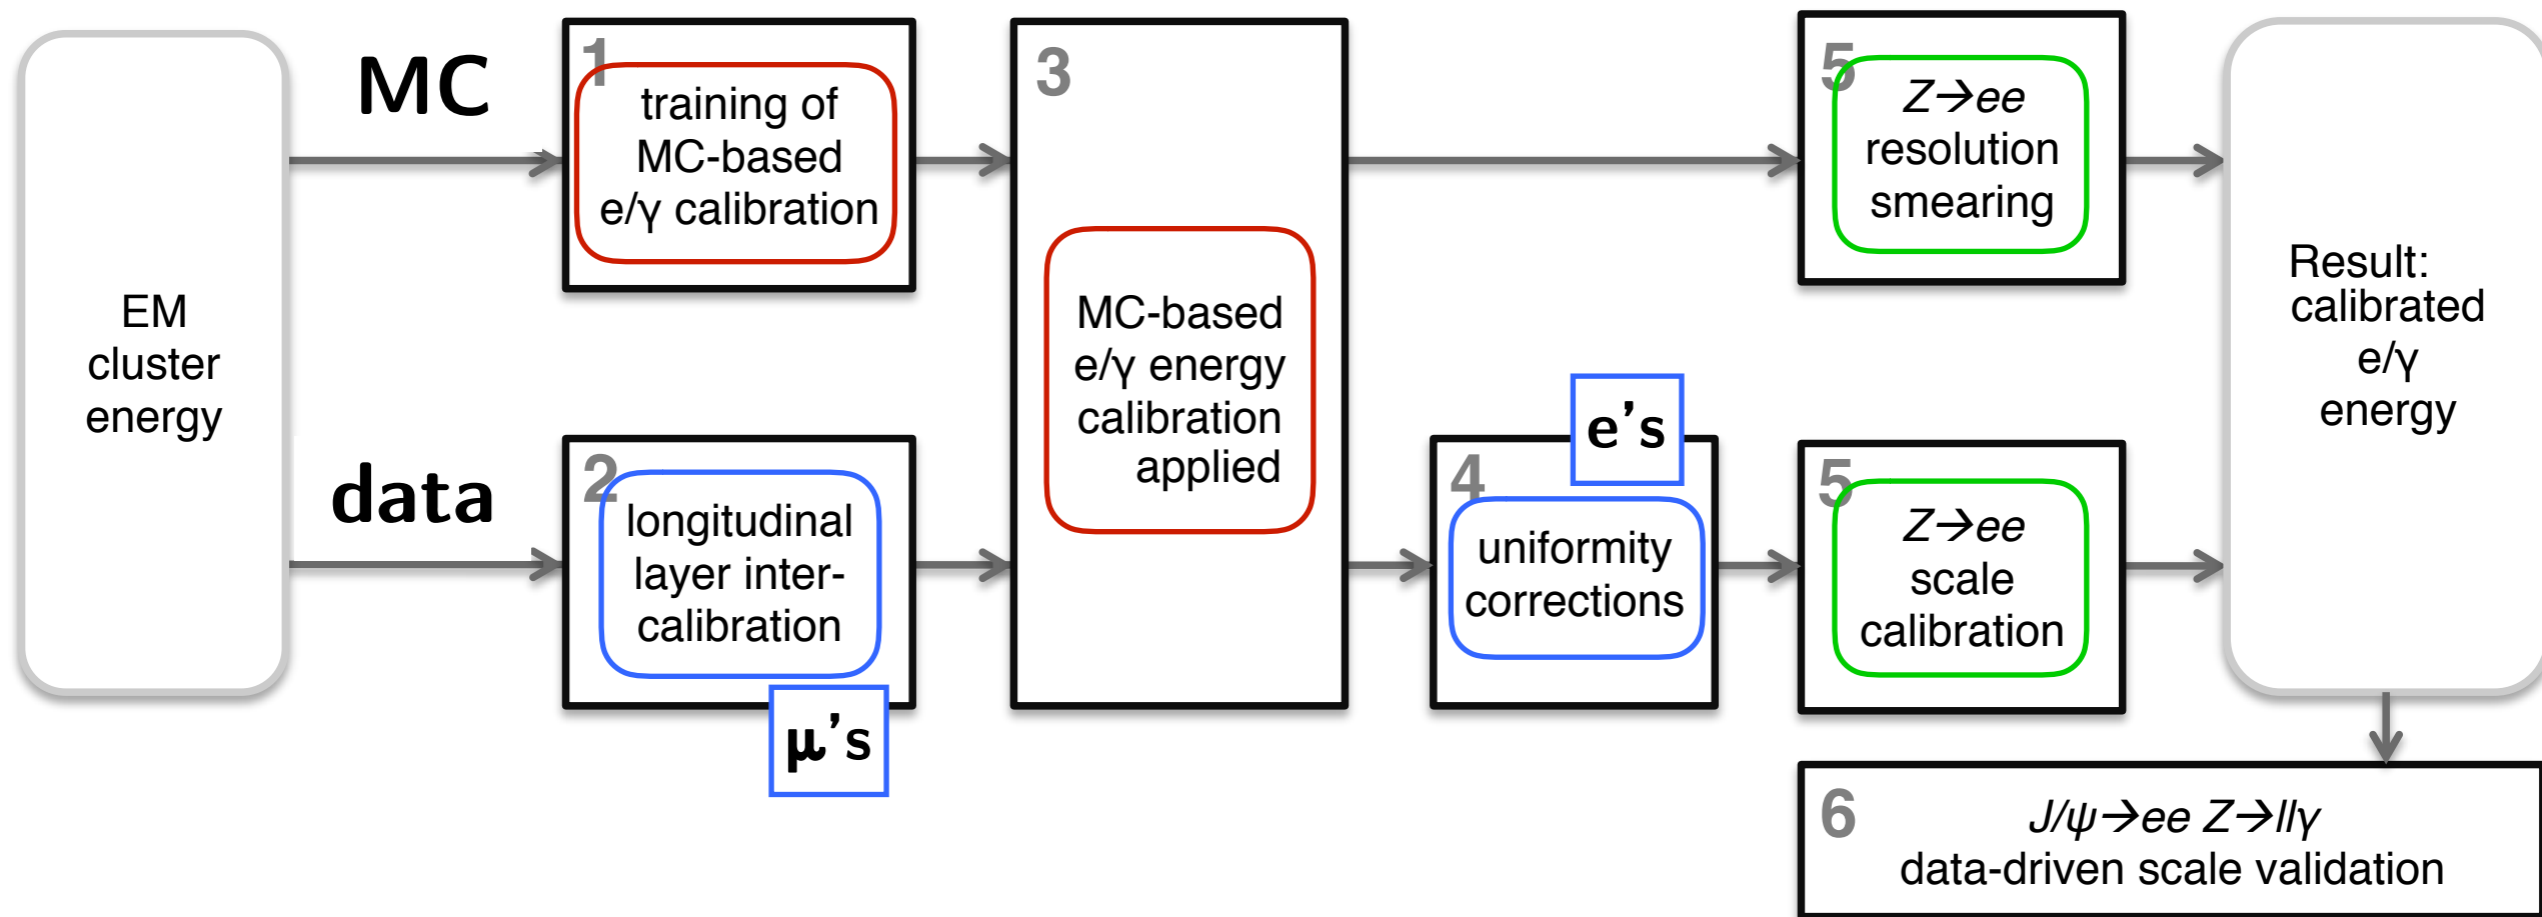 EM
cluster
energy
MC
data
1
training of
MC-based
e/γ calibration
2
longitudinal
layer inter-
calibration
μ's
3
MC-based
e/γ energy
calibration
applied
4
e's
uniformity
corrections
5
Z→ee
resolution
smearing
5
Z→ee
scale
calibration
Result:
calibrated
e/γ
energy
6
J/ψ→ee Z→llγ
data-driven scale validation